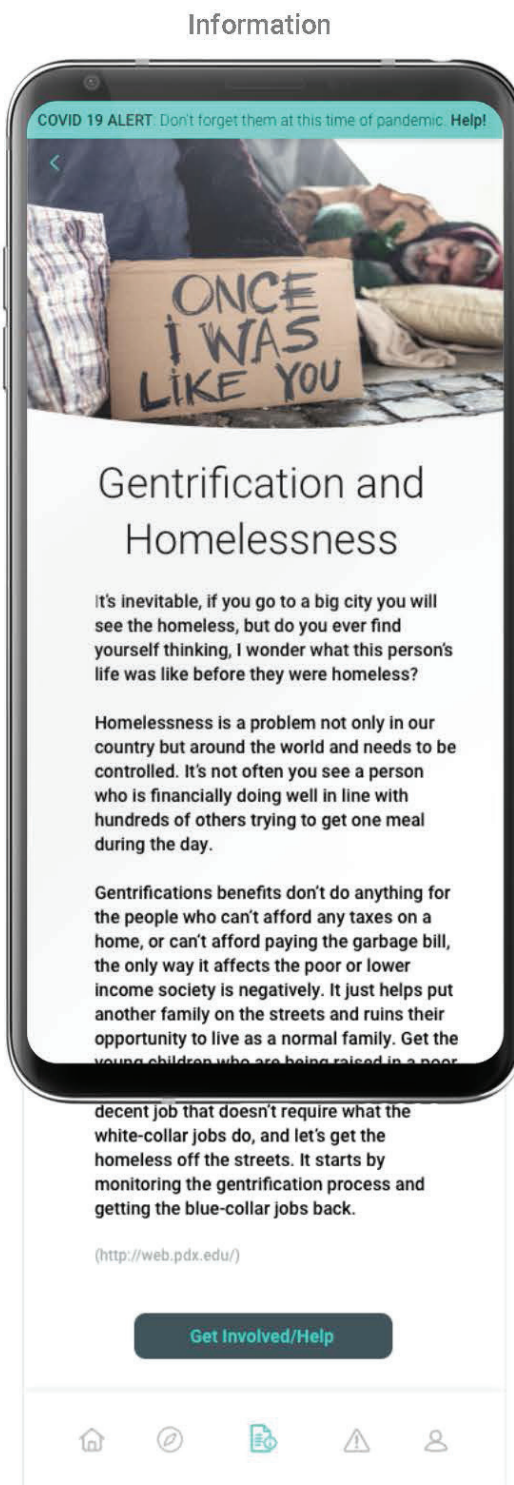 Information
COVID 19 ALERT: Don't forget them at this time of pandemic. Help!
ONCE
I WAS
LIKE YOU
Gentrification and
Homelessness
It's inevitable, if you go to a big city you will
see the homeless, but do you ever find
yourself thinking, I wonder what this person's
life was like before they were homeless?
Homelessness is a problem not only in our
country but around the world and needs to be
controlled. It's not often you see a person
who is financially doing well in line with
hundreds of others trying to get one meal
during the day.
Gentrifications benefits don't do anything for
the people who can't afford any taxes on a
home, or can't afford paying the garbage bill,
the only way it affects the poor or lower
income society is negatively. It just helps put
another family on the streets and ruins their
opportunity to live as a normal family. Get the
young children who are being raised in a poor
decent job that doesn't require what the
white-collar jobs do, and let's get the
homeless off the streets. It starts by
monitoring the gentrification process and
getting the blue-collar jobs back.
(http://web.pdx.edu/)
Get Involved/Help